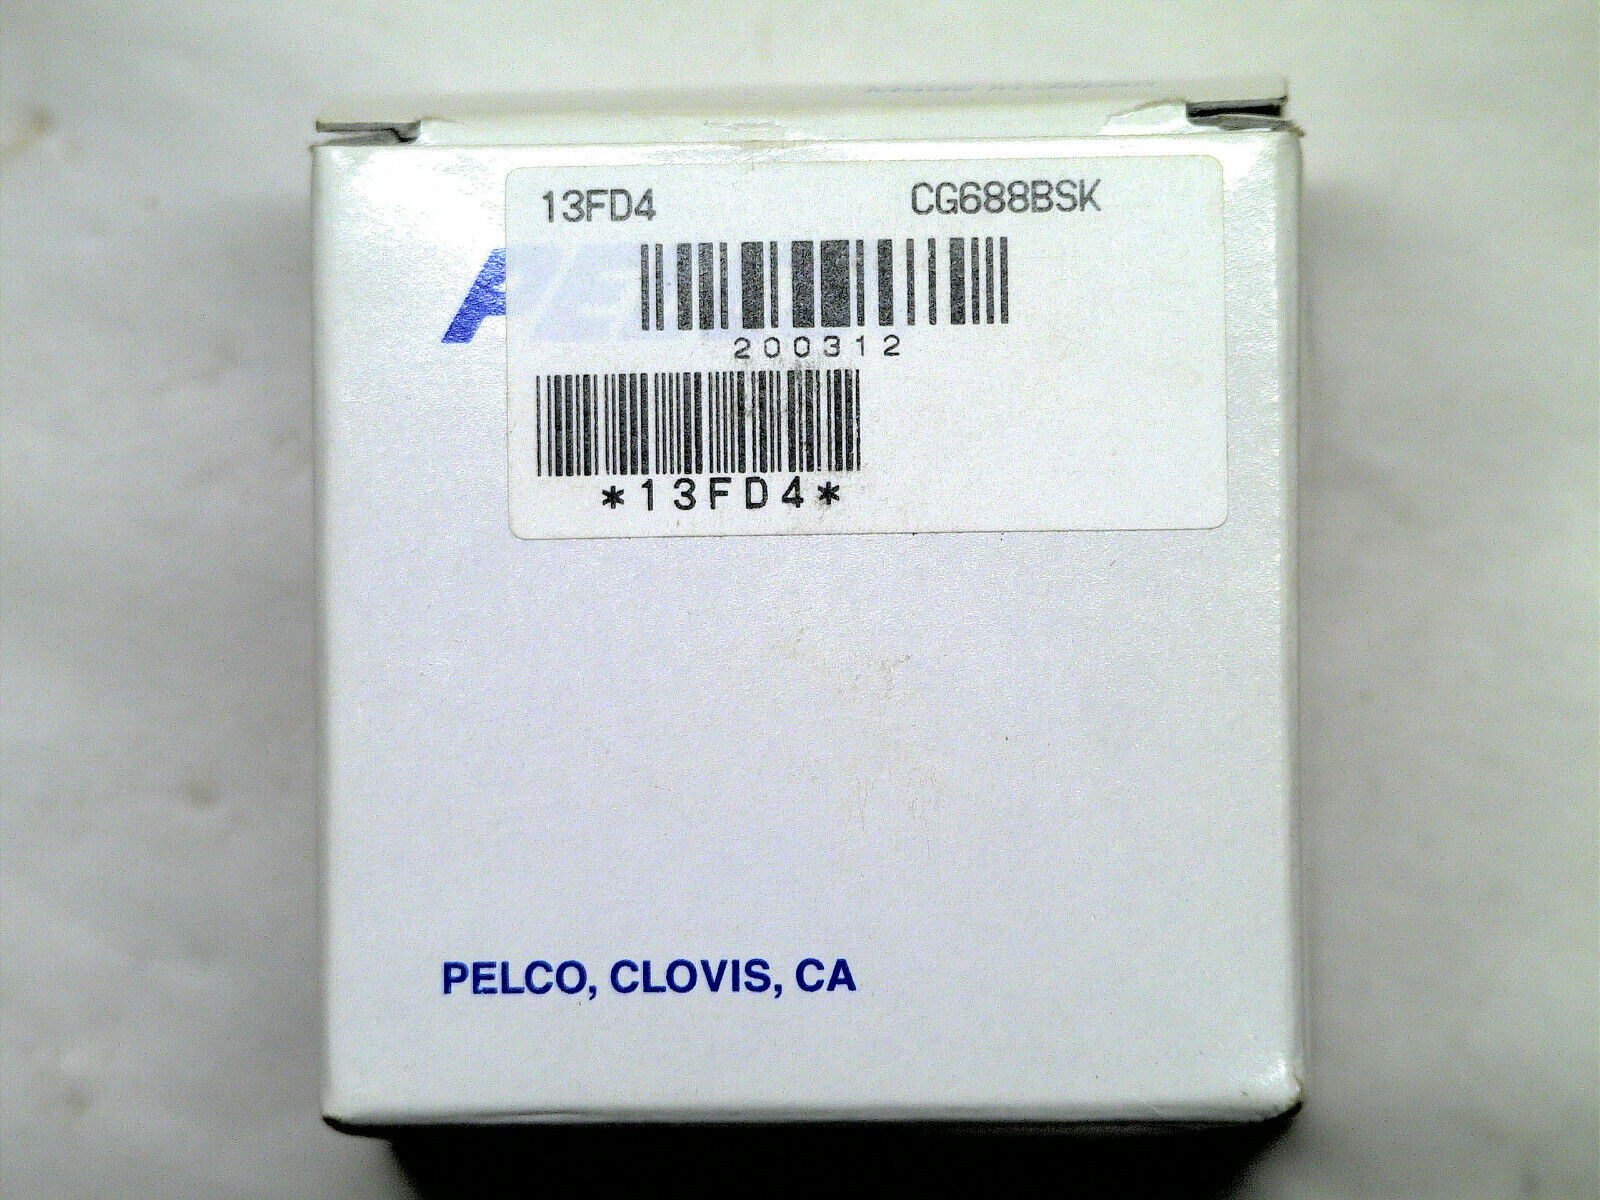 13FD4 CG688BSK
200312
*13FD4*
PELCO, CLOVIS, CA